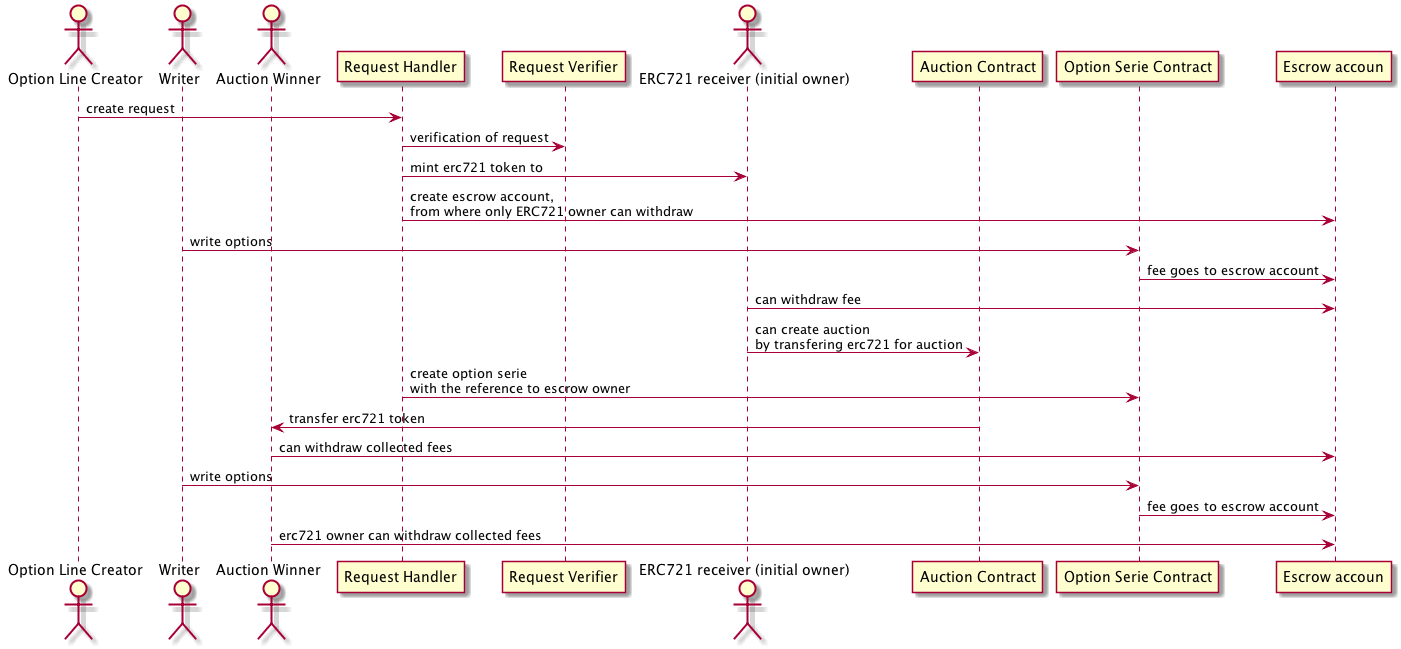 Option Line Creator
Writer
Auction Winner
Request Handler
Request Verifier
ERC721 receiver (initial owner)
Auction Contract
Option Serie Contract
Escrow accoun
create request
verification of request
mint erc721 token to
create escrow account,
from where only ERC721 owner can withdraw
write options
fee goes to escrow account
can withdraw fee
can create auction
by transfering erc721 for auction
create option serie
with the reference to escrow owner
transfer erc721 token
can withdraw collected fees
write options
fee goes to escrow account
erc721 owner can withdraw collected fees
Option Line Creator
Writer
Auction Winner
Request Handler
Request Verifier
ERC721 receiver (initial owner)
Auction Contract
Option Serie Contract
Escrow accoun